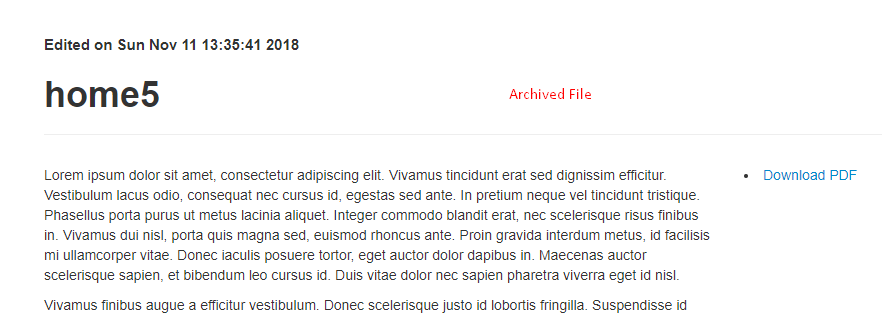 Edited on Sun Nov 11 13:35:41 2018
home5
Archived File
Lorem ipsum dolor sit amet, consectetur adipiscing elit. Vivamus tincidunt erat sed dignissim efficitur.
Vestibulum lacus odio, consequat nec cursus id, egestas sed ante. In pretium neque vel tincidunt tristique.
Phasellus porta purus ut metus lacinia aliquet. Integer commodo blandit erat, nec scelerisque risus finibus
in. Vivamus dui nisl, porta quis magna sed, euismod rhoncus ante. Proin gravida interdum metus, id facilisis
mi ullamcorper vitae. Donec iaculis posuere tortor, eget auctor dolor dapibus in. Maecenas auctor
scelerisque sapien, et bibendum leo cursus id. Duis vitae dolor nec sapien pharetra viverra eget id nisl.
Vivamus finibus augue a efficitur vestibulum. Donec scelerisque justo id lobortis fringilla. Suspendisse id
• Download PDF